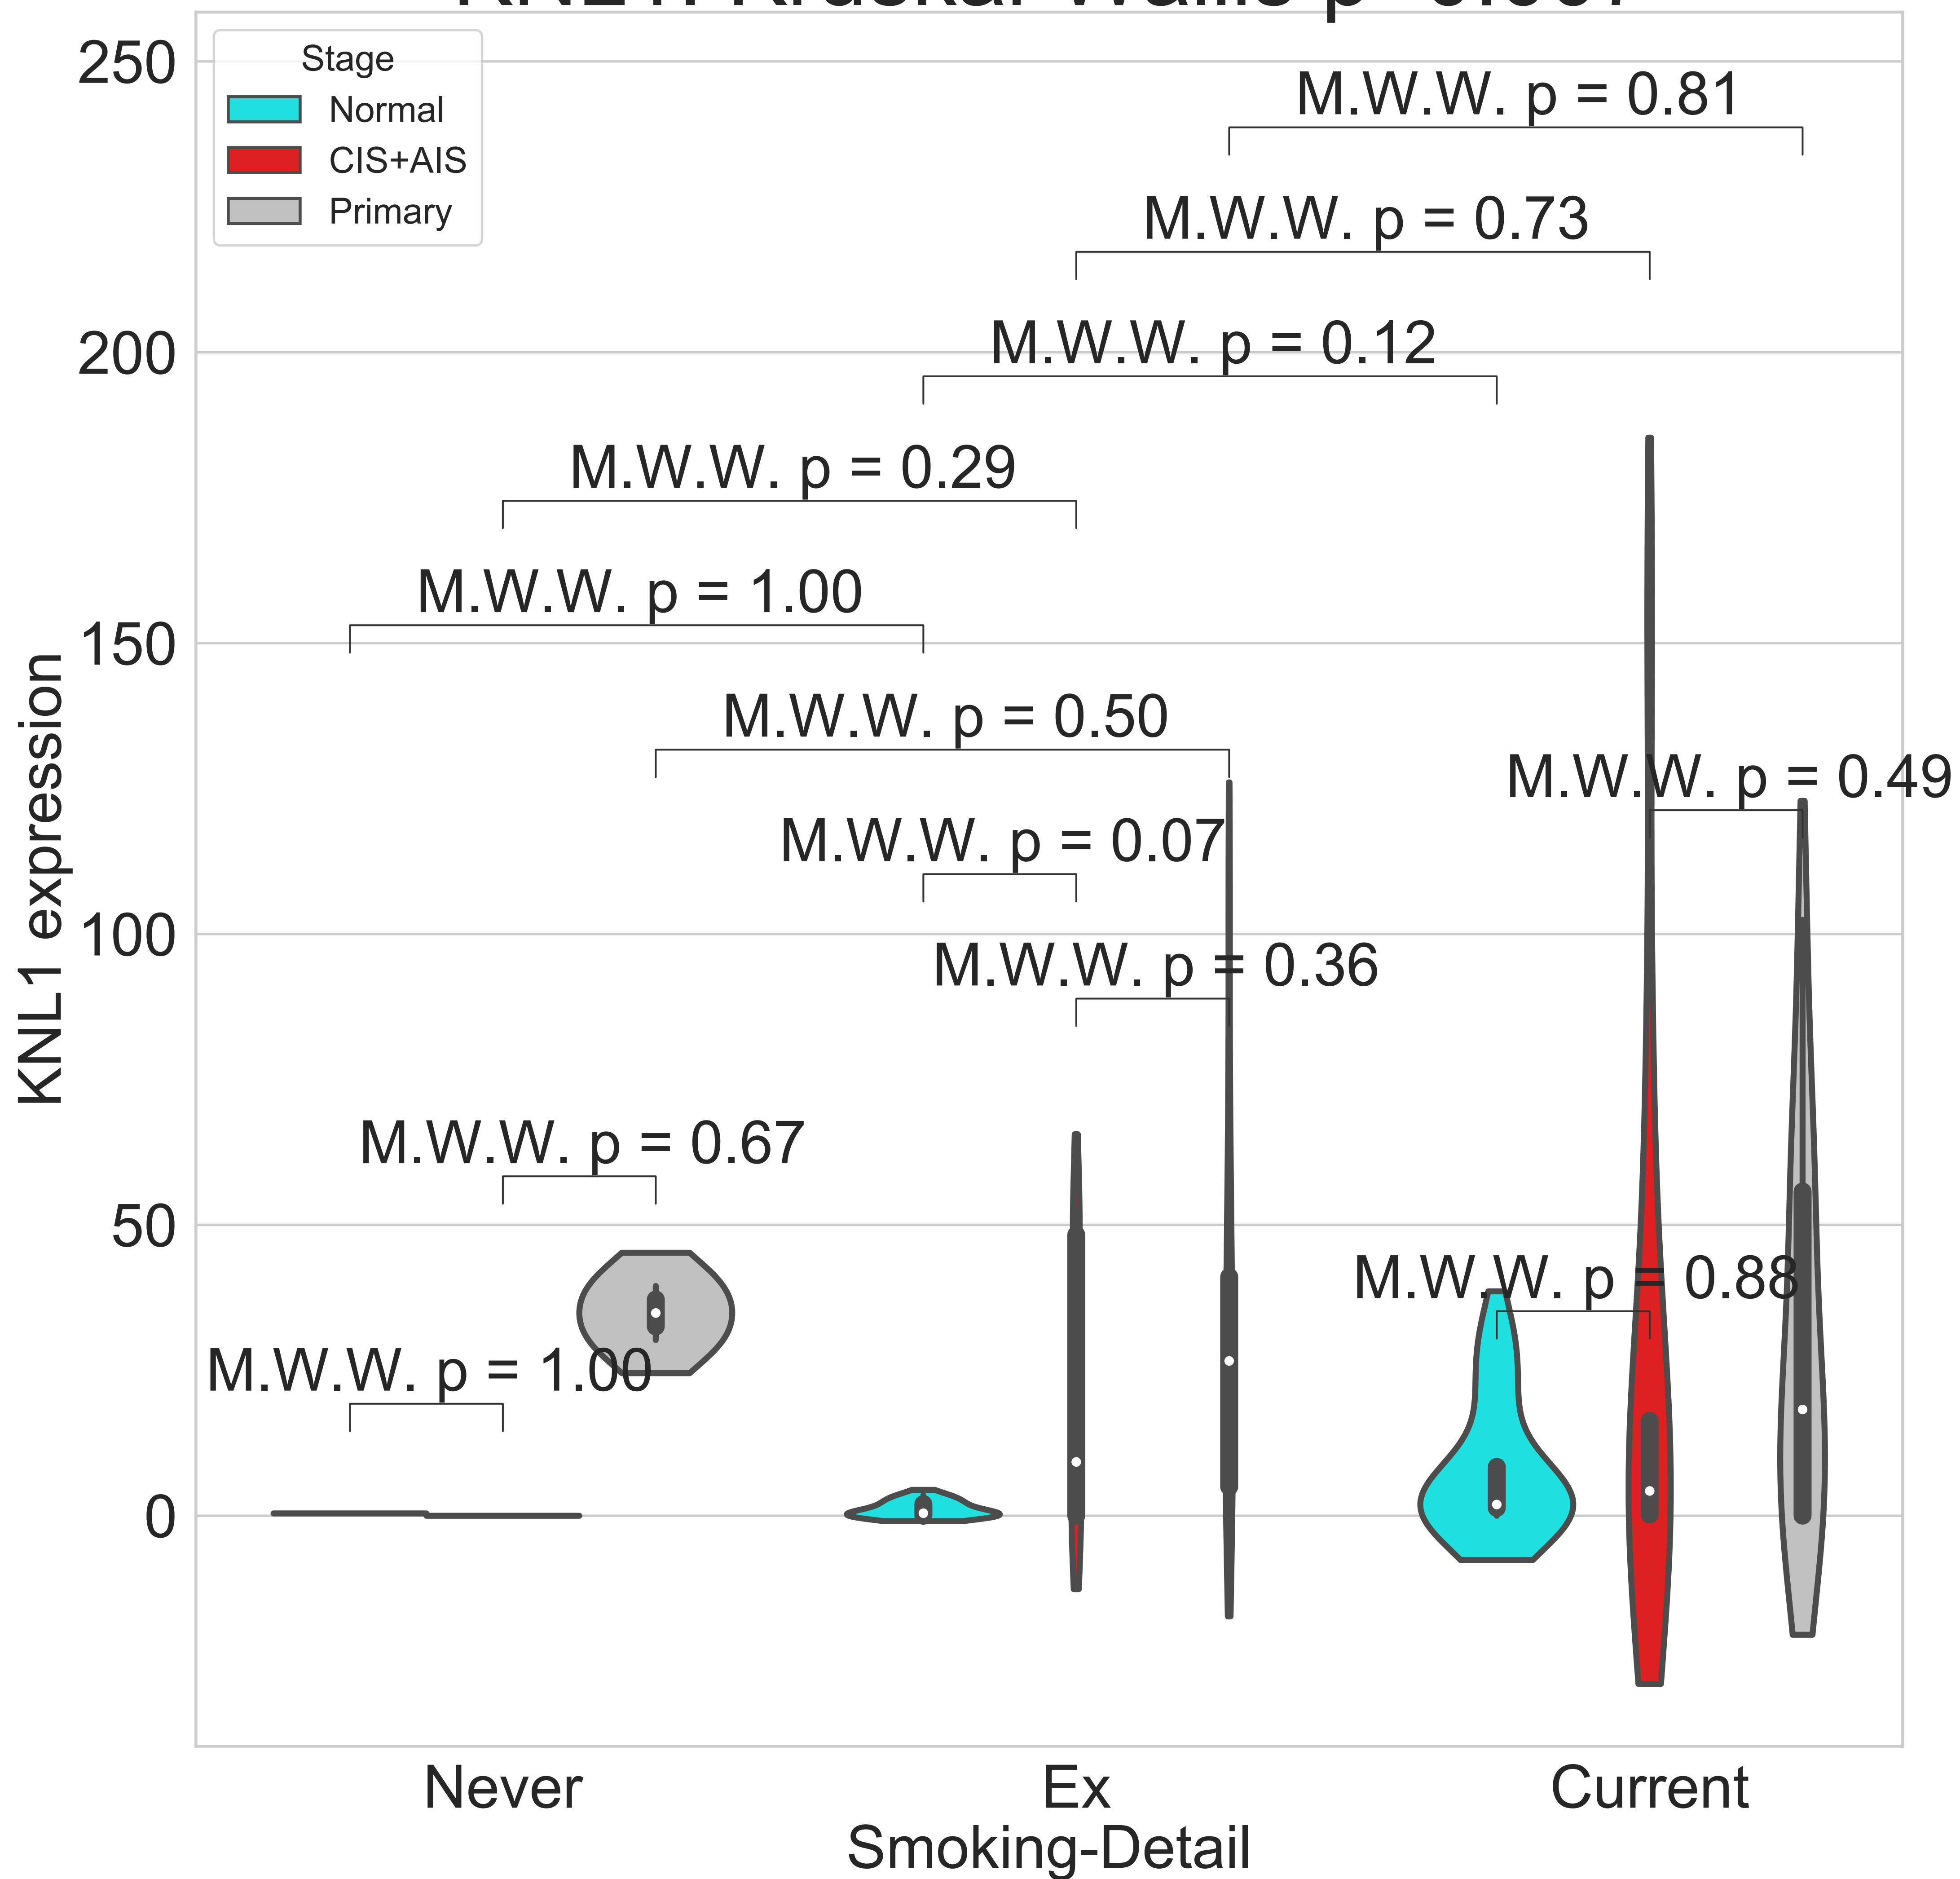 250
Stage
Normal
CIS+AIS
Primary
M.W.W. p = 0.81
M.W.W. p = 0.73
200
M.W.W. p = 0.12
M.W.W. p = 0.29
M.W.W. p = 1.00
150
M.W.W. p = 0.50
M.W.W. p = 0.49
M.W.W. p = 0.07
100
M.W.W. p = 0.36
KNL1 expression
M.W.W. p = 0.67
50
M.W.W. p = 0.88
M.W.W. p = 1.00
0
Never
Ex
Current
Smoking-Detail